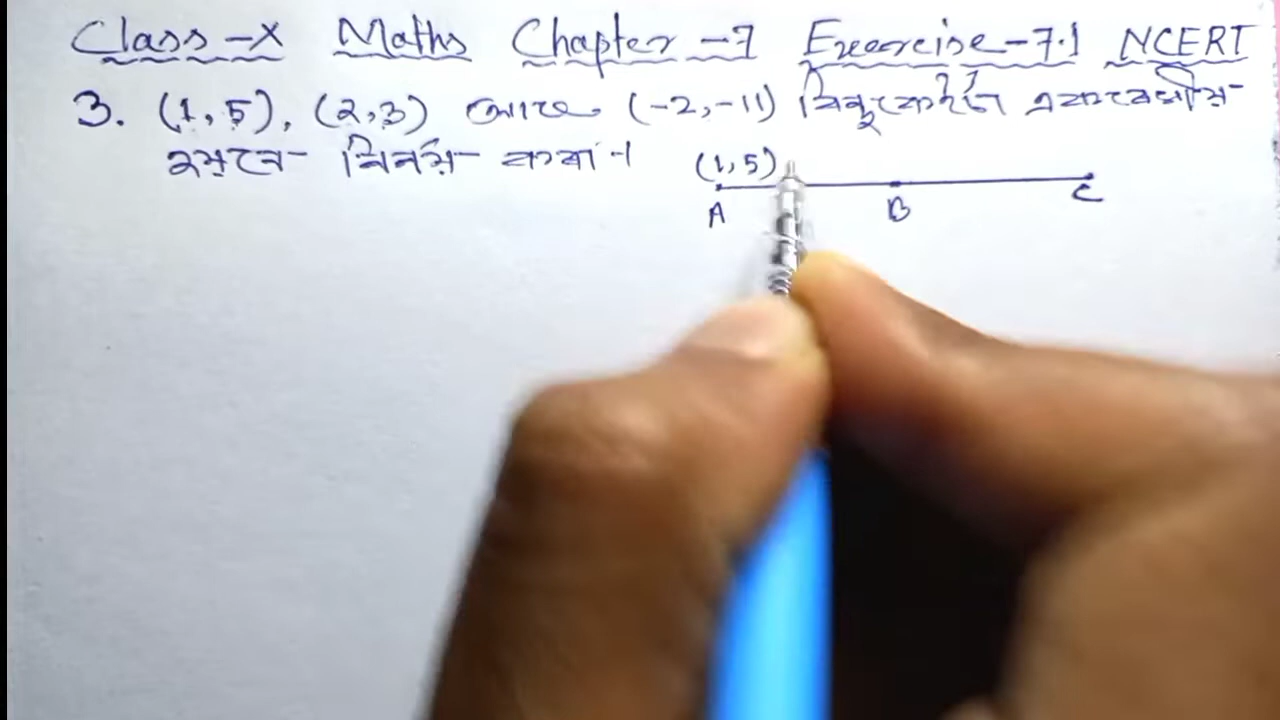 Class-X Maths Chapter-7 Exercise-7.1 NCERT
3. (1,5), (2,3) আৰু (-2,-11) বিন্দুকেইটা একৰেখীয়
হয়নে নিৰ্ণয় কৰা।
(1,5)
A B C